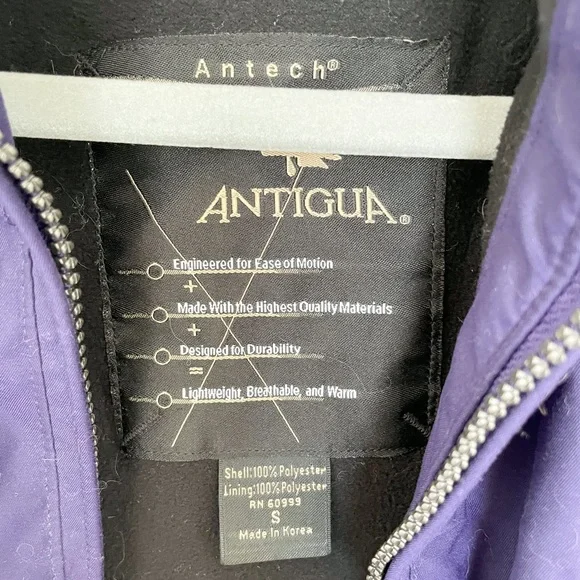 Antech®
ANTIGUA®
Engineered for Ease of Motion
+
Made With the Highest Quality Materials
+
Designed for Durability
=
Lightweight, Breathable, and Warm
Shell:100% Polyester
Lining:100% Polyester
RN 60999
S
Made in Korea